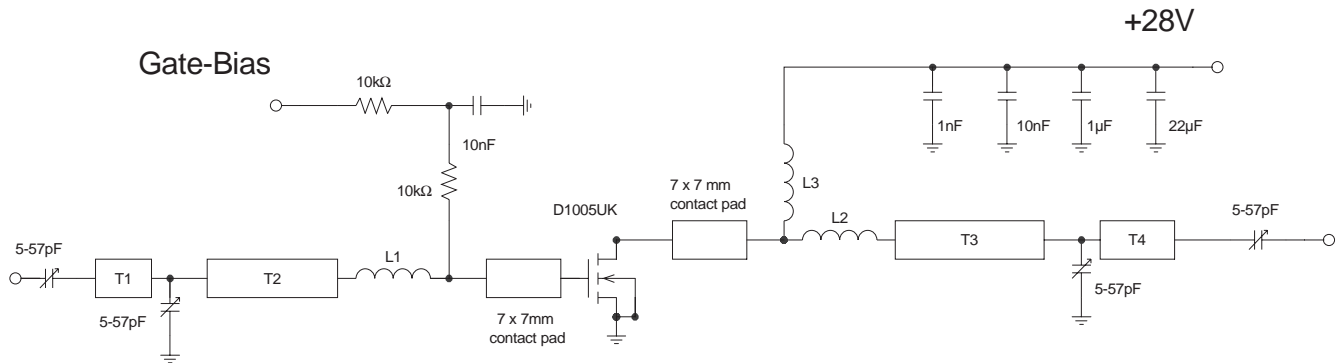 +28V
Gate-Bias
10kΩ
1nF
10nF
1µF
22µF
10nF
10kΩ
L3
7 x 7 mm
contact pad
D1005UK
L2
5-57pF
T3
T4
5-57pF
L1
T1
T2
5-57pF
5-57pF
7 x 7mm
contact pad